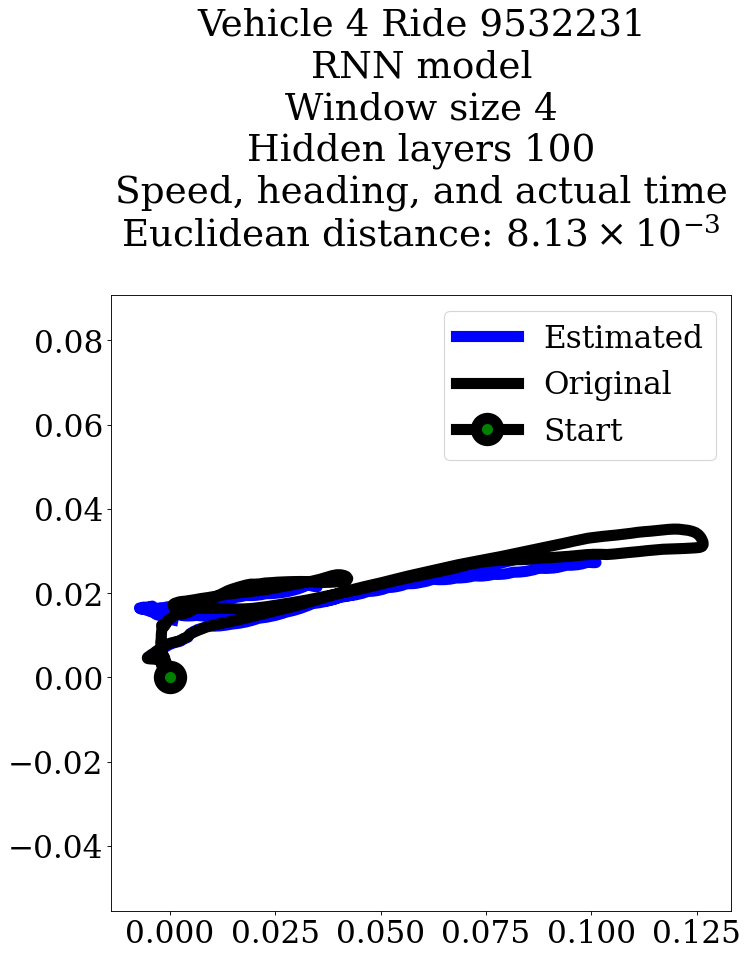 Vehicle 4 Ride 9532231
RNN model
Window size 4
Hidden layers 100
Speed, heading, and actual time
Euclidean distance: 8.13 × 10⁻³
Estimated
Original
Start
0.08
0.06
0.04
0.02
0.00
−0.02
−0.04
0.000 0.025 0.050 0.075 0.100 0.125